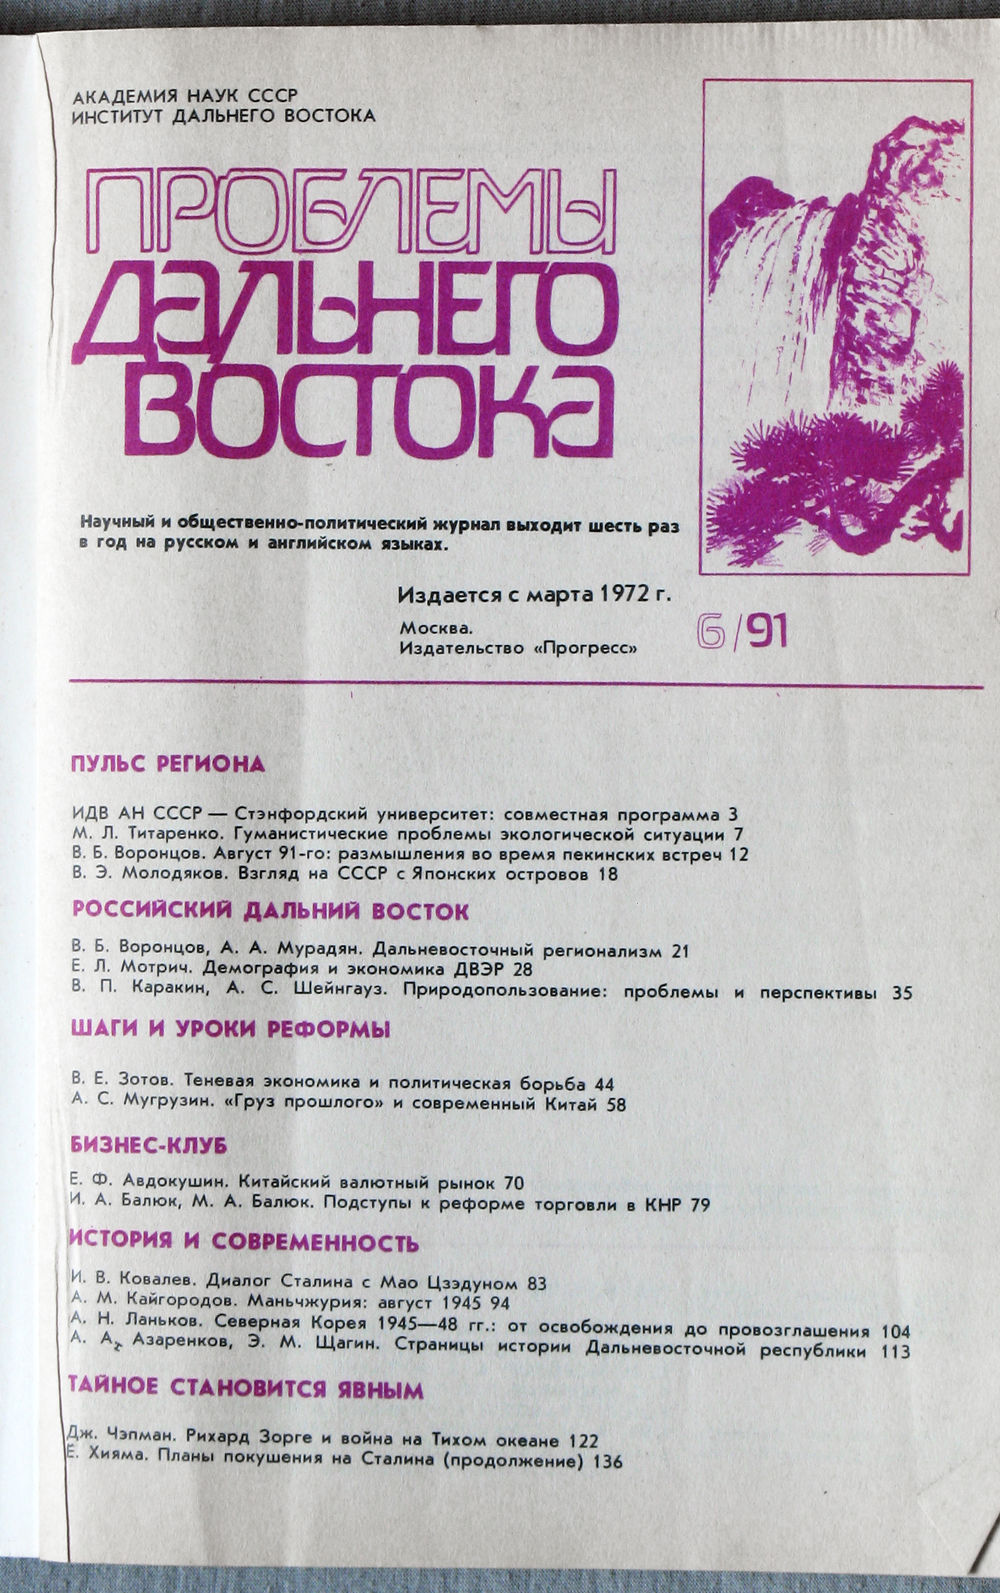 АКАДЕМИЯ НАУК СССР
ИНСТИТУТ ДАЛЬНЕГО ВОСТОКА
ПРОБЛЕМЫ
ДАЛЬНЕГО
ВОСТОКА
Научный и общественно-политический журнал выходит шесть раз
в год на русском и английском языках.
Издается с марта 1972 г.
Москва.
Издательство «Прогресс»
6/91
ПУЛЬС РЕГИОНА
ИДВ АН СССР — Стэнфордский университет: совместная программа 3
М. Л. Титаренко. Гуманистические проблемы экологической ситуации 7
В. Б. Воронцов. Август 91-го: размышления во время пекинских встреч 12
В. Э. Молодяков. Взгляд на СССР с Японских островов 18
РОССИЙСКИЙ ДАЛЬНИЙ ВОСТОК
В. Б. Воронцов, А. А. Мурадян. Дальневосточный регионализм 21
Е. Л. Мотрич. Демография и экономика ДВЭР 28
В. П. Каракин, А. С. Шейнгауз. Природопользование: проблемы и перспективы 35
ШАГИ И УРОКИ РЕФОРМЫ
В. Е. Зотов. Теневая экономика и политическая борьба 44
А. С. Мугрузин. «Груз прошлого» и современный Китай 58
БИЗНЕС-КЛУБ
Е. Ф. Авдокушин. Китайский валютный рынок 70
И. А. Балюк, М. А. Балюк. Подступы к реформе торговли в КНР 79
ИСТОРИЯ И СОВРЕМЕННОСТЬ
И. В. Ковалев. Диалог Сталина с Мао Цзэдуном 83
А. М. Кайгородов. Маньчжурия: август 1945 94
А. Н. Ланьков. Северная Корея 1945—48 гг.: от освобождения до провозглашения 104
А. А. Азаренков, Э. М. Щагин. Страницы истории Дальневосточной республики 113
ТАЙНОЕ СТАНОВИТСЯ ЯВНЫМ
Дж. Чэпман. Рихард Зорге и война на Тихом океане 122
Е. Хияма. Планы покушения на Сталина (продолжение) 136